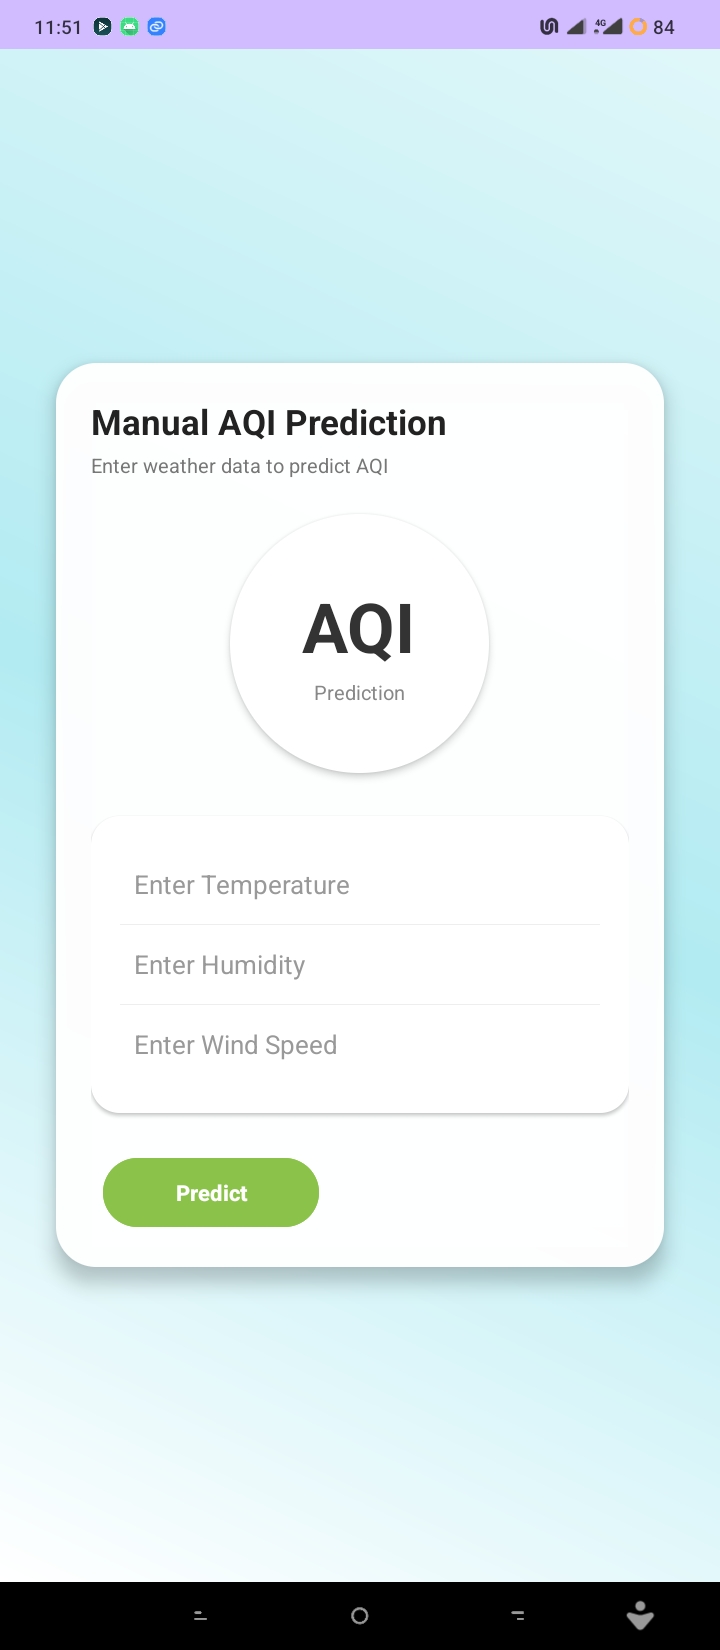 11:51
4G
84
Manual AQI Prediction
Enter weather data to predict AQI
AQI
Prediction
Enter Temperature
Enter Humidity
Enter Wind Speed
Predict